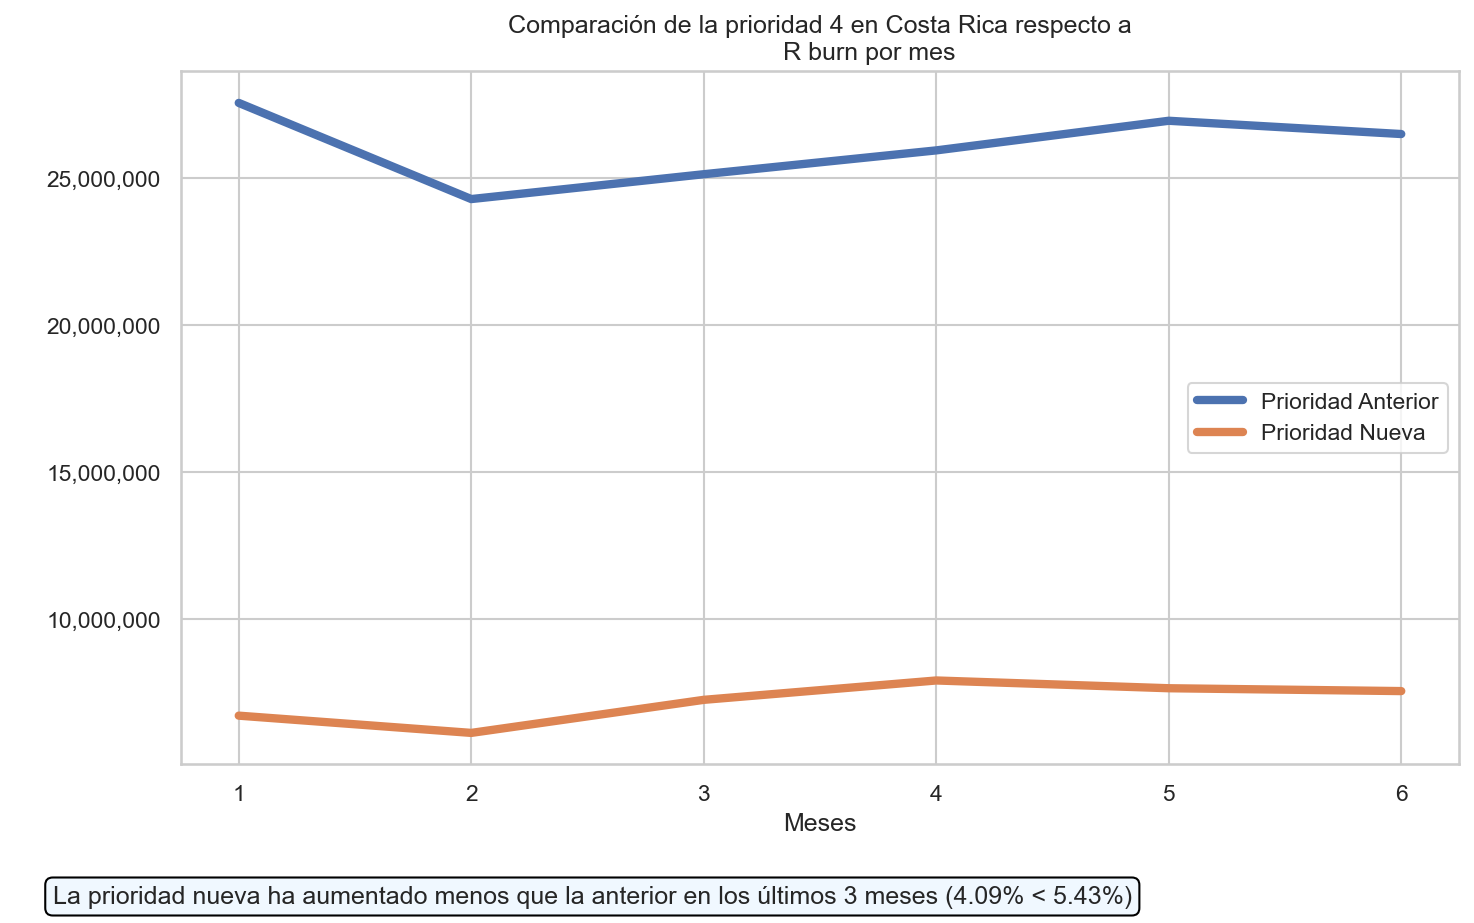 Comparación de la prioridad 4 en Costa Rica respecto a
R burn por mes
25,000,000
20,000,000
15,000,000
10,000,000
Prioridad Anterior
Prioridad Nueva
1 2 3 4 5 6
Meses
La prioridad nueva ha aumentado menos que la anterior en los últimos 3 meses (4.09% < 5.43%)